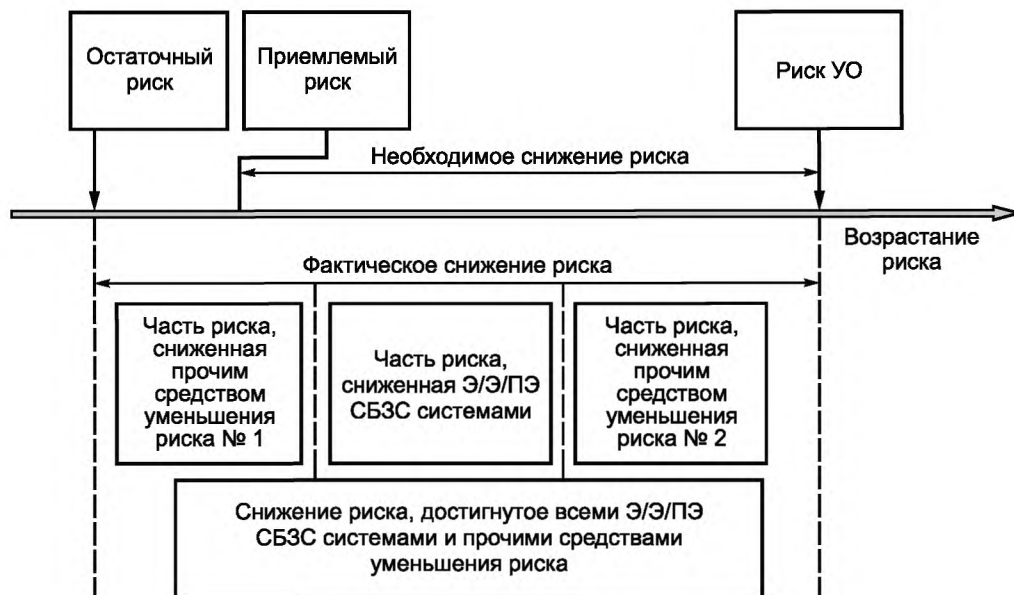 Остаточный
риск
Приемлемый
риск
Риск УО
Необходимое снижение риска
Возрастание
риска
Фактическое снижение риска
Часть риска,
сниженная
прочим
средством
уменьшения
риска № 1
Часть риска,
сниженная Э/Э/ПЭ
СБЗС системами
Часть риска,
сниженная
прочим
средством
уменьшения
риска № 2
Снижение риска, достигнутое всеми Э/Э/ПЭ
СБЗС системами и прочими средствами
уменьшения риска